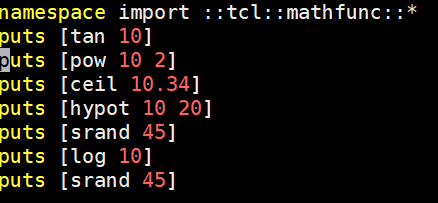 namespace import ::tcl::mathfunc::*
puts [tan 10]
puts [pow 10 2]
puts [ceil 10.34]
puts [hypot 10 20]
puts [srand 45]
puts [log 10]
puts [srand 45]